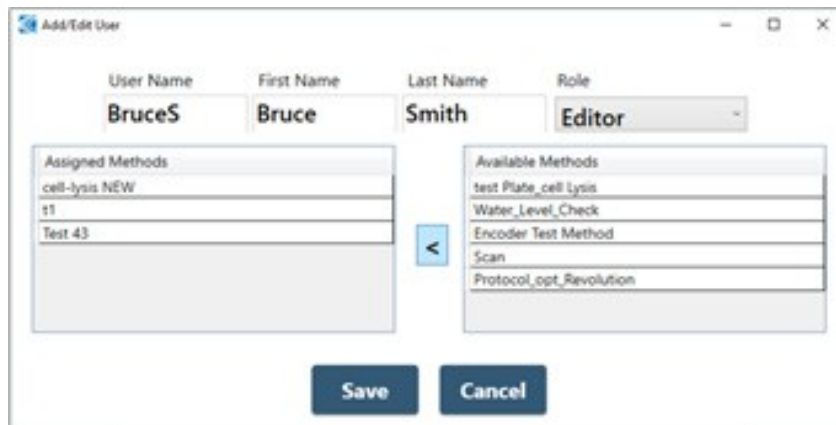 Add/Edit User
User Name First Name Last Name Role
BruceS Bruce Smith Editor
Assigned Methods
cell-lysis NEW
t1
Test 43
<
Available Methods
test Plate_cell Lysis
Water_Level_Check
Encoder Test Method
Scan
Protocol_opt_Revolution
Save Cancel